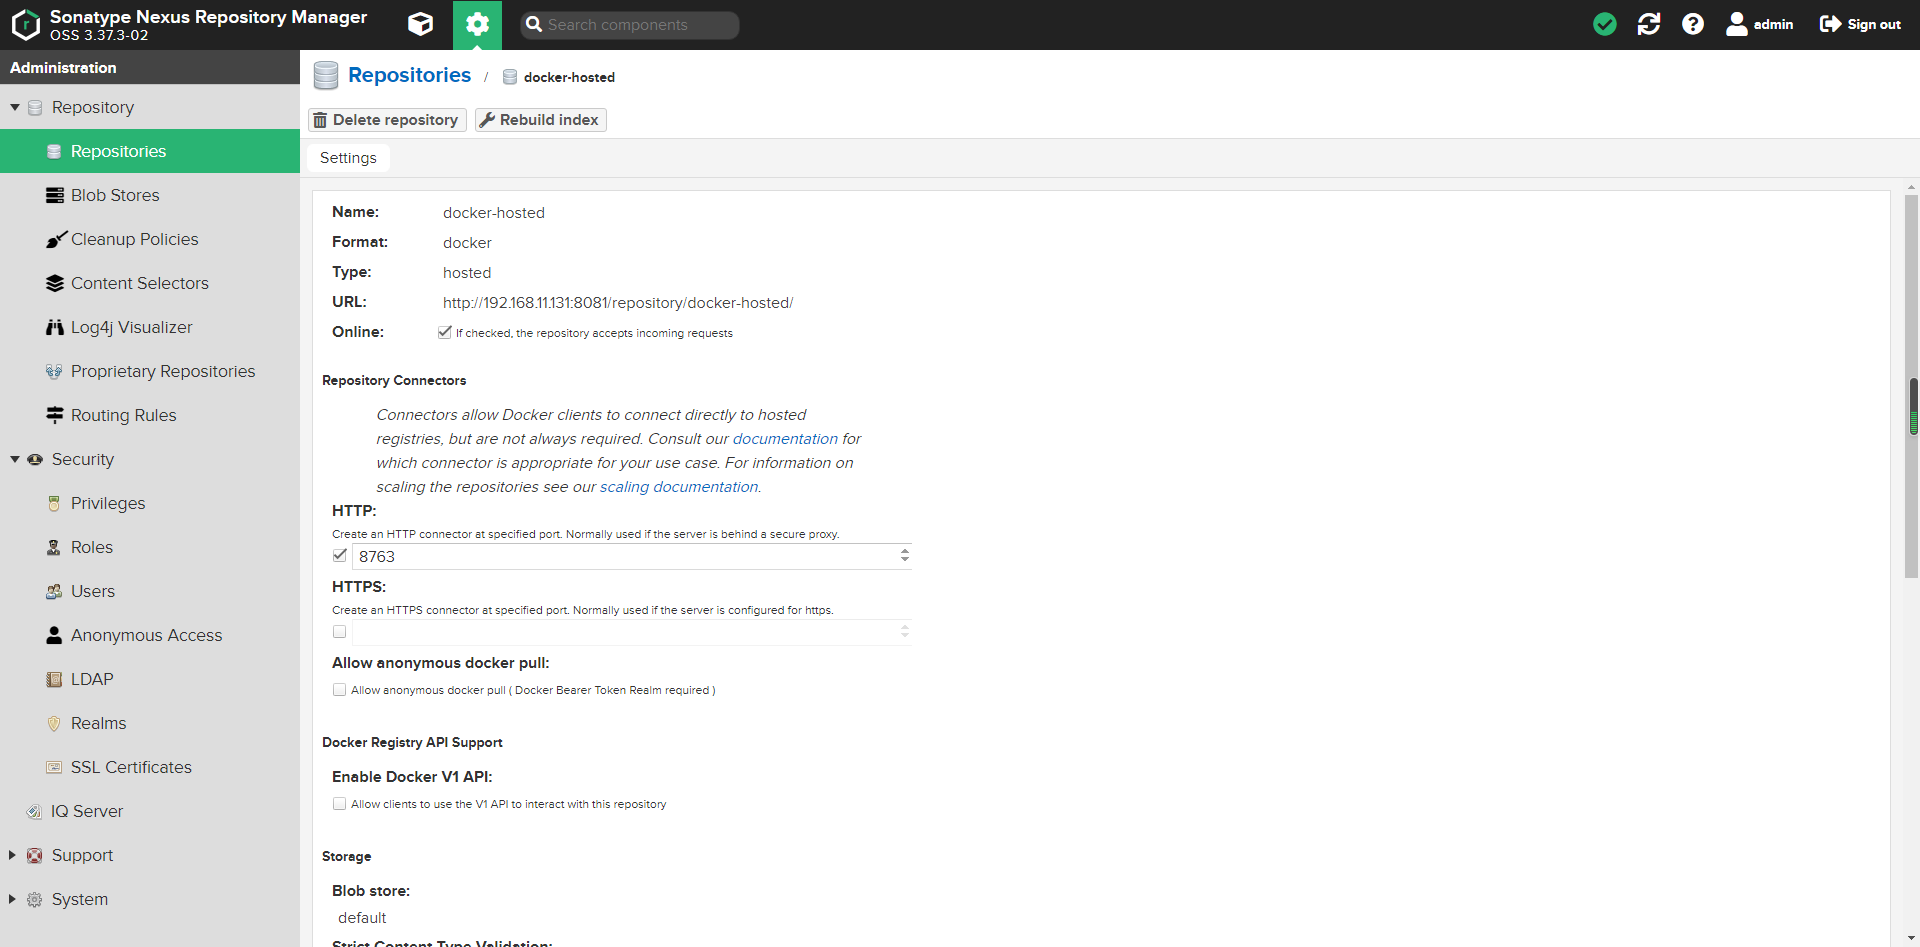 Sonatype Nexus Repository Manager
OSS 3.37.3-02
Search components
admin
Sign out
Administration
Repository
Repositories
Blob Stores
Cleanup Policies
Content Selectors
Log4j Visualizer
Proprietary Repositories
Routing Rules
Security
Privileges
Roles
Users
Anonymous Access
LDAP
Realms
SSL Certificates
IQ Server
Support
System
Repositories / docker-hosted
Delete repository
Rebuild index
Settings
Name: docker-hosted
Format: docker
Type: hosted
URL: http://192.168.11.131:8081/repository/docker-hosted/
Online: If checked, the repository accepts incoming requests
Repository Connectors
Connectors allow Docker clients to connect directly to hosted
registries, but are not always required. Consult our documentation for
which connector is appropriate for your use case. For information on
scaling the repositories see our scaling documentation.
HTTP:
Create an HTTP connector at specified port. Normally used if the server is behind a secure proxy.
8763
HTTPS:
Create an HTTPS connector at specified port. Normally used if the server is configured for https.
Allow anonymous docker pull:
Allow anonymous docker pull ( Docker Bearer Token Realm required )
Docker Registry API Support
Enable Docker V1 API:
Allow clients to use the V1 API to interact with this repository
Storage
Blob store:
default
Strict Content Type Validation: